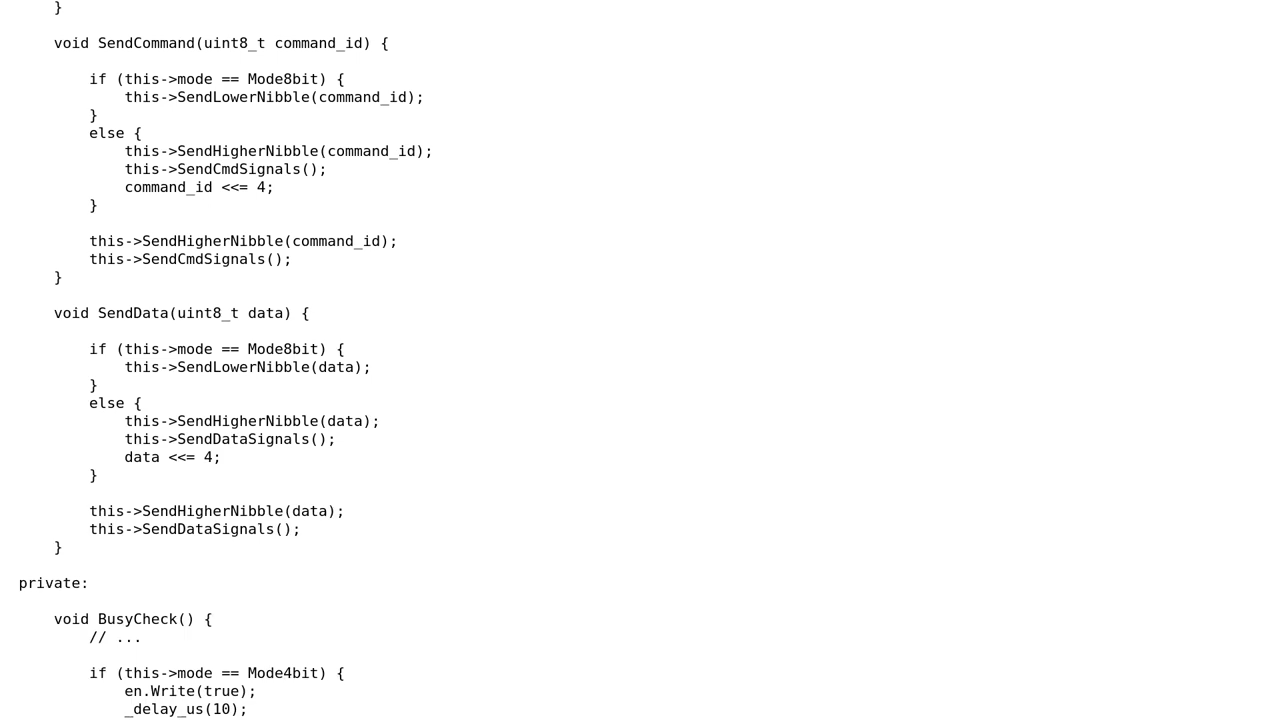 }

    void SendCommand(uint8_t command_id) {

        if (this->mode == Mode8bit) {
            this->SendLowerNibble(command_id);
        }
        else {
            this->SendHigherNibble(command_id);
            this->SendCmdSignals();
            command_id <<= 4;
        }

        this->SendHigherNibble(command_id);
        this->SendCmdSignals();
    }

    void SendData(uint8_t data) {

        if (this->mode == Mode8bit) {
            this->SendLowerNibble(data);
        }
        else {
            this->SendHigherNibble(data);
            this->SendDataSignals();
            data <<= 4;
        }

        this->SendHigherNibble(data);
        this->SendDataSignals();
    }

private:

    void BusyCheck() {
        // ...

        if (this->mode == Mode4bit) {
            en.Write(true);
            _delay_us(10);